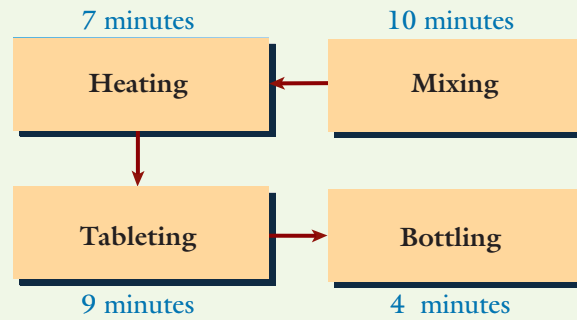 7 minutes
10 minutes
Heating
Mixing
Tableting
Bottling
9 minutes
4 minutes